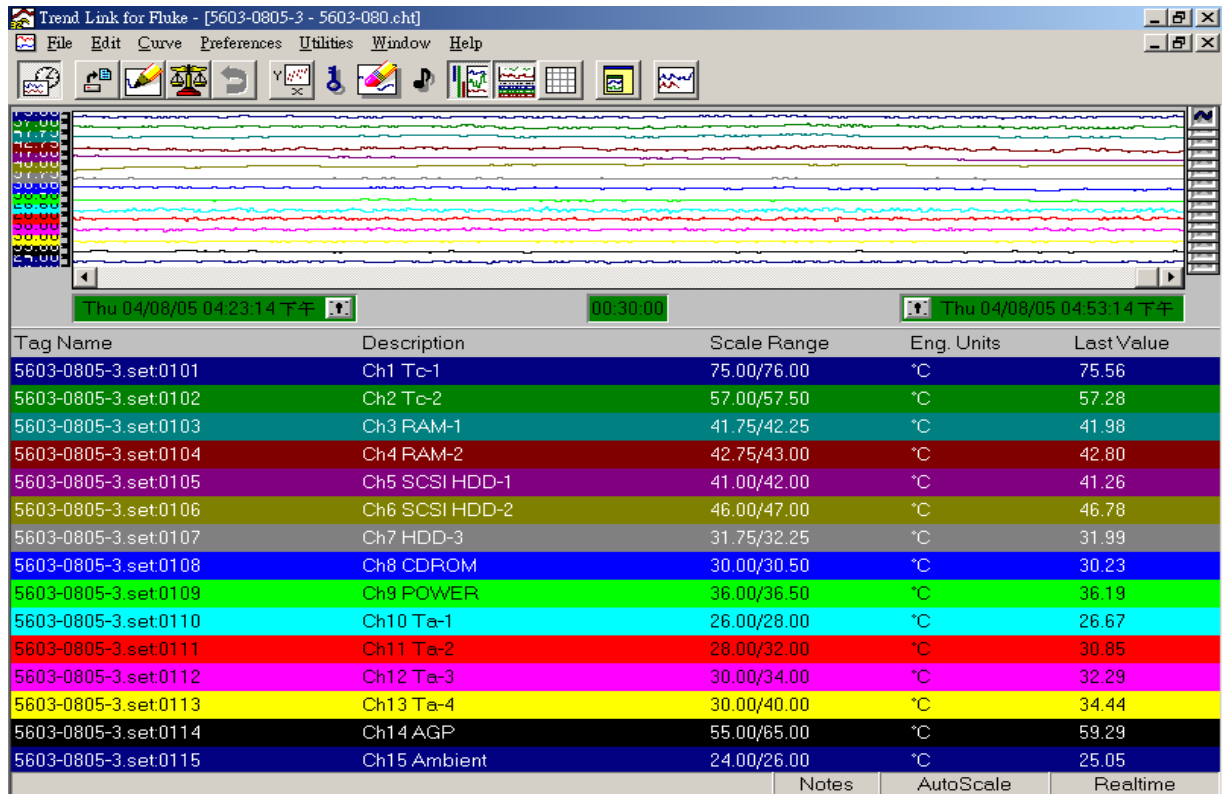 Trend Link for Fluke - [5603-0805-3 - 5603-080.cht]
File Edit Curve Preferences Utilities Window Help
Thu 04/08/05 04:23:14 下午 00:30:00 Thu 04/08/05 04:53:14 下午
Tag Name Description Scale Range Eng. Units Last Value
5603-0805-3.set:0101 Ch1 Tc-1 75.00/76.00 °C 75.56
5603-0805-3.set:0102 Ch2 Tc-2 57.00/57.50 °C 57.28
5603-0805-3.set:0103 Ch3 RAM-1 41.75/42.25 °C 41.98
5603-0805-3.set:0104 Ch4 RAM-2 42.75/43.00 °C 42.80
5603-0805-3.set:0105 Ch5 SCSI HDD-1 41.00/42.00 °C 41.26
5603-0805-3.set:0106 Ch6 SCSI HDD-2 46.00/47.00 °C 46.78
5603-0805-3.set:0107 Ch7 HDD-3 31.75/32.25 °C 31.99
5603-0805-3.set:0108 Ch8 CDROM 30.00/30.50 °C 30.23
5603-0805-3.set:0109 Ch9 POWER 36.00/36.50 °C 36.19
5603-0805-3.set:0110 Ch10 Ta-1 26.00/28.00 °C 26.67
5603-0805-3.set:0111 Ch11 Ta-2 28.00/32.00 °C 30.85
5603-0805-3.set:0112 Ch12 Ta-3 30.00/34.00 °C 32.29
5603-0805-3.set:0113 Ch13 Ta-4 30.00/40.00 °C 34.44
5603-0805-3.set:0114 Ch14 AGP 55.00/65.00 °C 59.29
5603-0805-3.set:0115 Ch15 Ambient 24.00/26.00 °C 25.05
Notes AutoScale Realtime